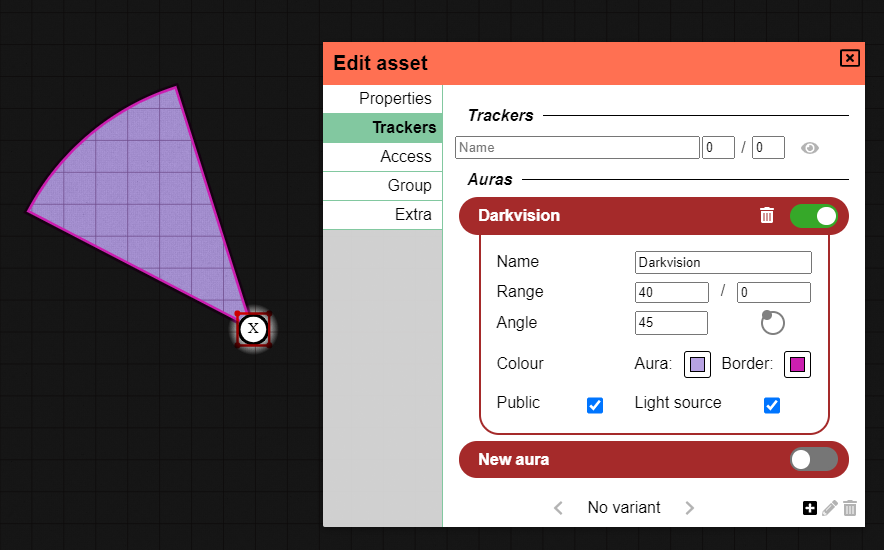 Edit asset
Properties
Trackers
Access
Group
Extra
Trackers
Name 0 / 0
Auras
Darkvision
Name Darkvision
Range 40 / 0
Angle 45
Colour Aura: Border:
Public Light source
New aura
No variant
X